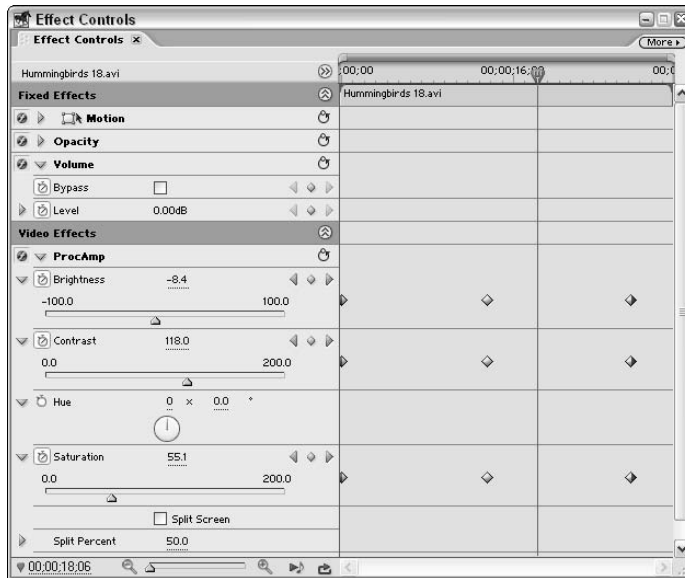 Effect Controls
Effect Controls x
More
Hummingbirds 18.avi
;00;00 00;00;16;00 00;0
Fixed Effects
Hummingbirds 18.avi
Motion
Opacity
Volume
Bypass
Level 0.00dB
Video Effects
ProcAmp
Brightness -8.4
-100.0 100.0
Contrast 118.0
0.0 200.0
Hue 0 x 0.0 °
Saturation 55.1
0.0 200.0
Split Screen
Split Percent 50.0
00;00;18;06